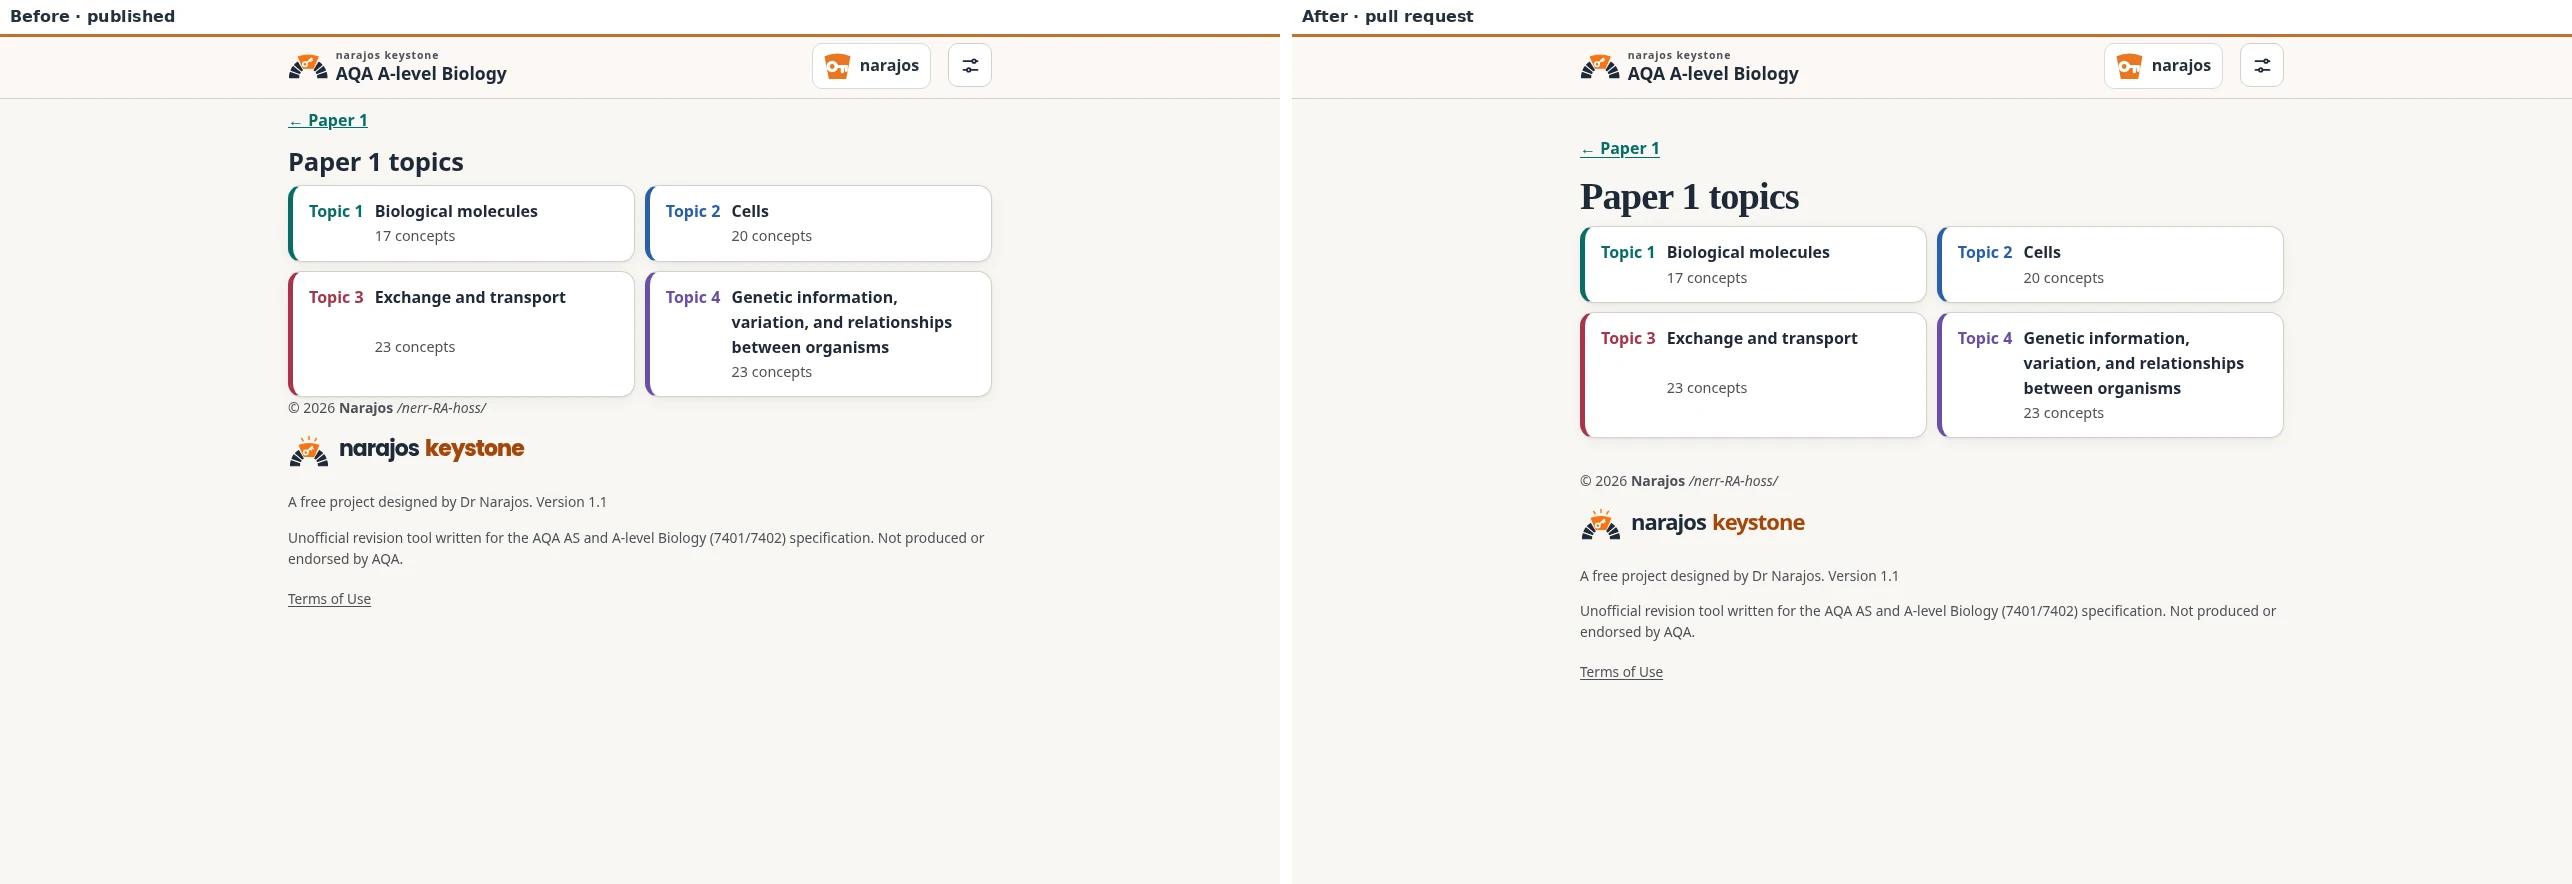 Before · published
narajos keystone
AQA A-level Biology
narajos
← Paper 1
Paper 1 topics
Topic 1 Biological molecules
17 concepts
Topic 2 Cells
20 concepts
Topic 3 Exchange and transport
23 concepts
Topic 4 Genetic information,
variation, and relationships
between organisms
23 concepts
© 2026 Narajos /nerr-RA-hoss/
narajos keystone
A free project designed by Dr Narajos. Version 1.1
Unofficial revision tool written for the AQA AS and A-level Biology (7401/7402) specification. Not produced or
endorsed by AQA.
Terms of Use
After · pull request
narajos keystone
AQA A-level Biology
narajos
← Paper 1
Paper 1 topics
Topic 1 Biological molecules
17 concepts
Topic 2 Cells
20 concepts
Topic 3 Exchange and transport
23 concepts
Topic 4 Genetic information,
variation, and relationships
between organisms
23 concepts
© 2026 Narajos /nerr-RA-hoss/
narajos keystone
A free project designed by Dr Narajos. Version 1.1
Unofficial revision tool written for the AQA AS and A-level Biology (7401/7402) specification. Not produced or
endorsed by AQA.
Terms of Use